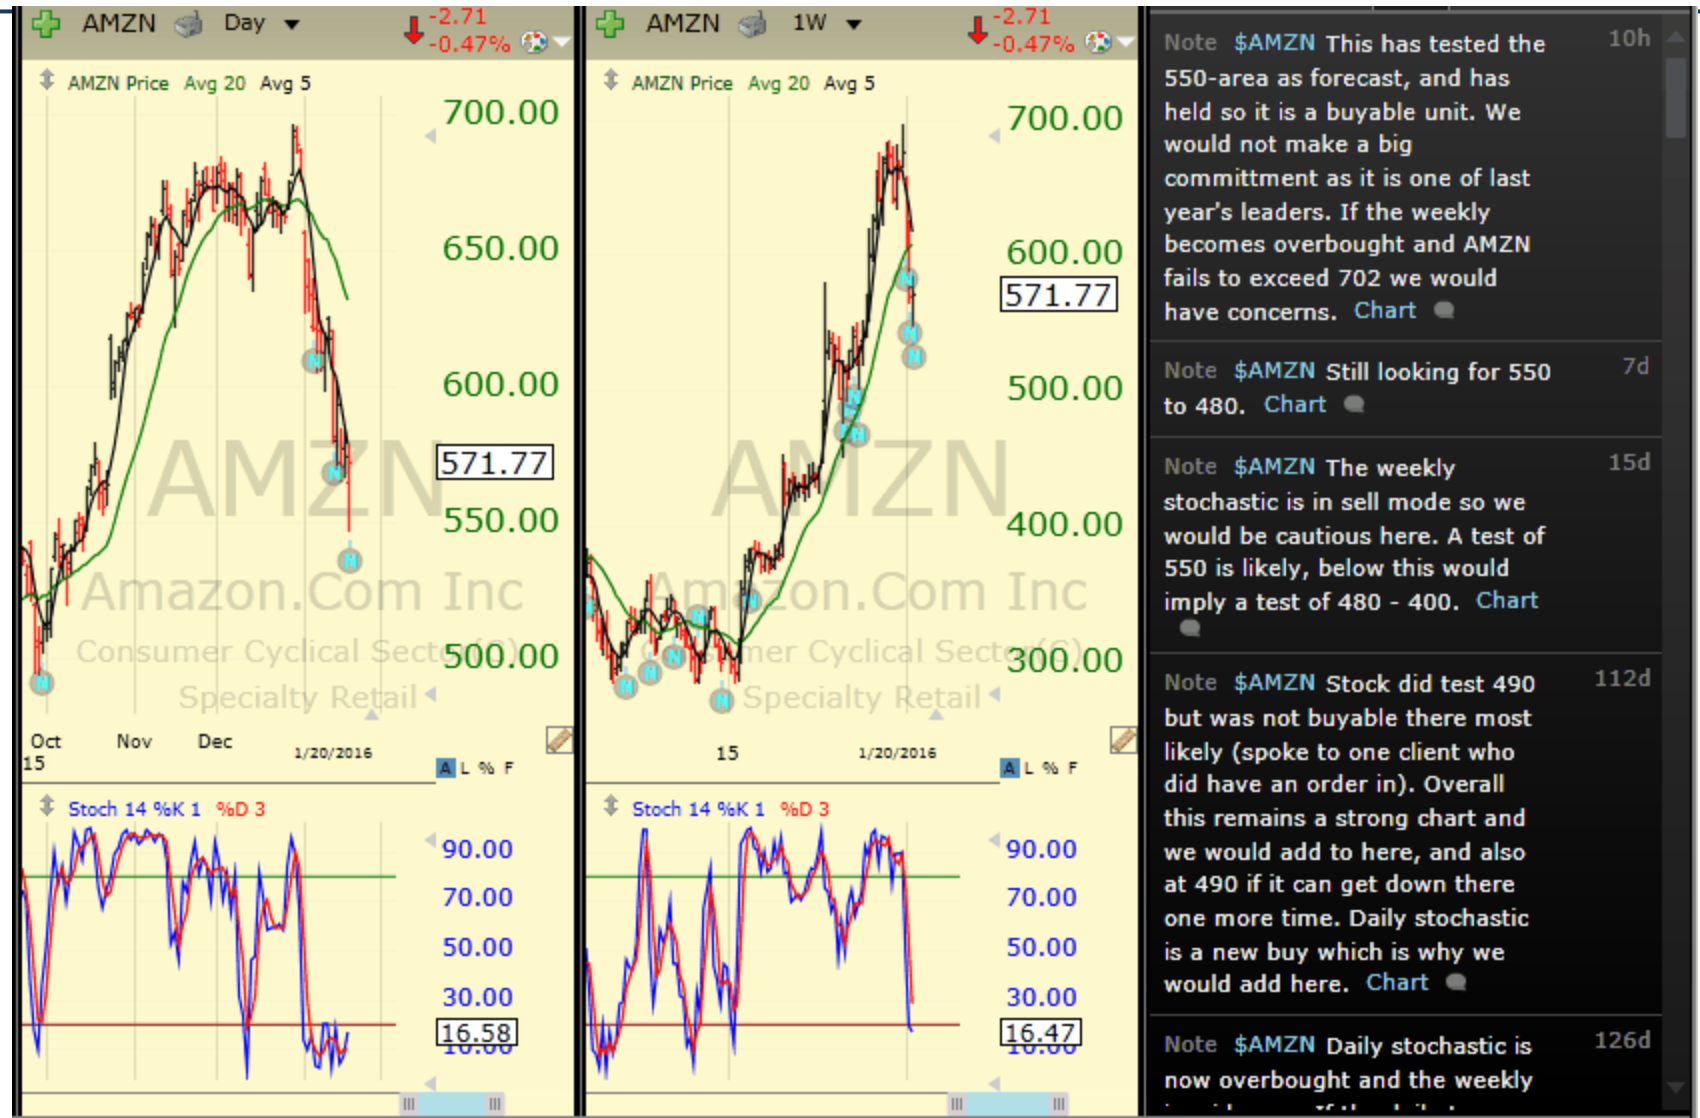 AMZN Day
-2.71
-0.47%
AMZN Price Avg 20 Avg 5
700.00
650.00
600.00
571.77
550.00
500.00
AMZN
Amazon.Com Inc
Consumer Cyclical Sector(C)
Specialty Retail
N
N
N
N
Oct Nov Dec 1/20/2016
15
A L % F
Stoch 14 %K 1 %D 3
90.00
70.00
50.00
30.00
16.58
10.00
AMZN 1W
-2.71
-0.47%
AMZN Price Avg 20 Avg 5
700.00
600.00
571.77
500.00
400.00
300.00
AMZN
Amazon.Com Inc
Consumer Cyclical Sector(C)
Specialty Retail
15 1/20/2016
A L % F
Stoch 14 %K 1 %D 3
90.00
70.00
50.00
30.00
16.47
10.00
Note $AMZN This has tested the 10h
550-area as forecast, and has
held so it is a buyable unit. We
would not make a big
committment as it is one of last
year's leaders. If the weekly
becomes overbought and AMZN
fails to exceed 702 we would
have concerns. Chart
Note $AMZN Still looking for 550 7d
to 480. Chart
Note $AMZN The weekly 15d
stochastic is in sell mode so we
would be cautious here. A test of
550 is likely, below this would
imply a test of 480 - 400. Chart
Note $AMZN Stock did test 490 112d
but was not buyable there most
likely (spoke to one client who
did have an order in). Overall
this remains a strong chart and
we would add to here, and also
at 490 if it can get down there
one more time. Daily stochastic
is a new buy which is why we
would add here. Chart
Note $AMZN Daily stochastic is 126d
now overbought and the weekly